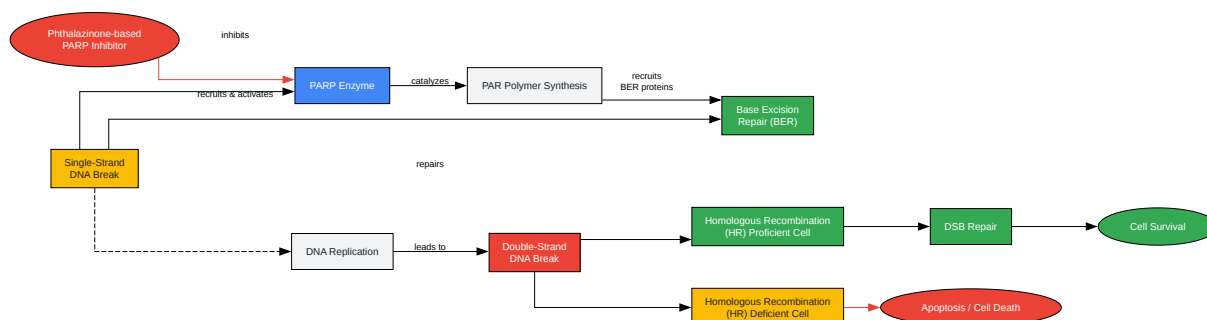 Phthalazinone-based
PARP Inhibitor
inhibits
PARP Enzyme
recruits & activates
catalyzes
PAR Polymer Synthesis
recruits
BER proteins
Base Excision
Repair (BER)
Single-Strand
DNA Break
repairs
DNA Replication
leads to
Double-Strand
DNA Break
Homologous Recombination
(HR) Proficient Cell
DSB Repair
Cell Survival
Homologous Recombination
(HR) Deficient Cell
Apoptosis / Cell Death